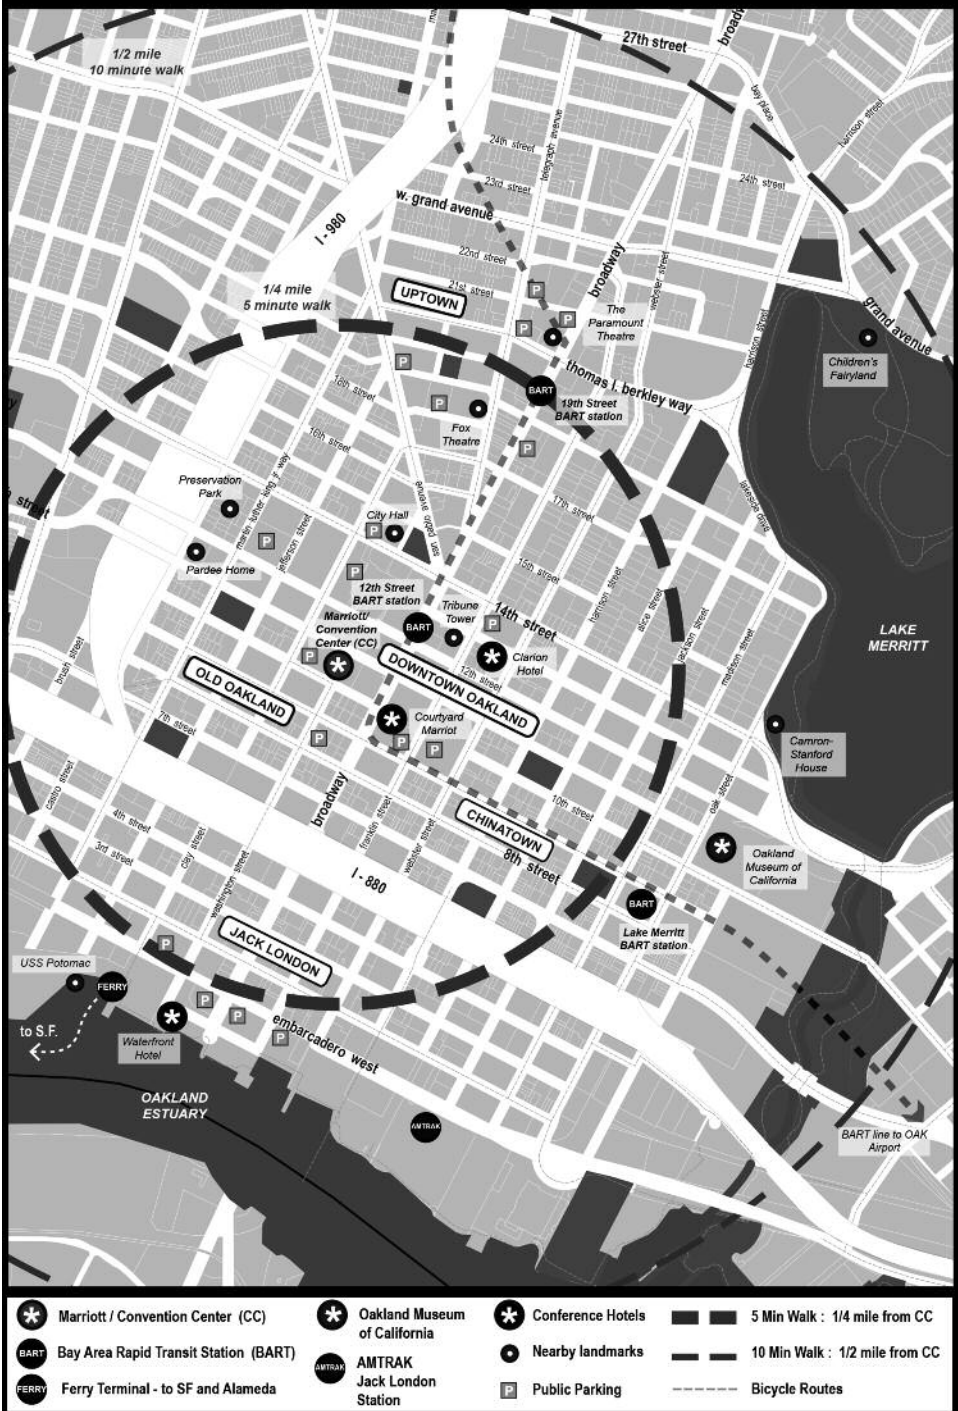 1/2 mile
10 minute walk
27th street
broadway
bay place
harrison street
24th street
telegraph avenue
23rd street
24th street
w. grand avenue
I - 980
22nd street
broadway
webster street
21st street
1/4 mile
5 minute walk
UPTOWN
P
The
Paramount
Theatre
P
P
harrison street
grand avenue
Children's
Fairyland
thomas l. berkley way
P
BART
19th Street
BART station
18th street
P
Fox
Theatre
16th street
P
Preservation
Park
martin luther king jr way
san pablo avenue
17th street
lakeside drive
street
City Hall
P
jefferson street
P
Pardee Home
15th street
P
12th Street
BART station
harrison street
alice street
Marriott/
Convention
Center (CC)
BART
Tribune
Tower
P
14th street
jackson street
madison street
LAKE
MERRITT
brush street
P
Clarion
Hotel
12th street
OLD OAKLAND
DOWNTOWN OAKLAND
7th street
Courtyard
Marriot
P
P
P
Camron-
Stanford
House
castro street
broadway
10th street
oak street
4th street
3rd street
clay street
franklin street
webster street
CHINATOWN
8th street
Oakland
Museum of
California
washington street
I - 880
BART
Lake Merritt
BART station
JACK LONDON
P
USS Potomac
FERRY
P
P
P
to S.F.
Waterfront
Hotel
embarcadero west
OAKLAND
ESTUARY
AMTRAK
BART line to OAK
Airport
Marriott / Convention Center (CC)
Oakland Museum
of California
Conference Hotels
5 Min Walk : 1/4 mile from CC
BART
Bay Area Rapid Transit Station (BART)
AMTRAK
AMTRAK
Jack London
Station
Nearby landmarks
10 Min Walk : 1/2 mile from CC
FERRY
Ferry Terminal - to SF and Alameda
P
Public Parking
Bicycle Routes